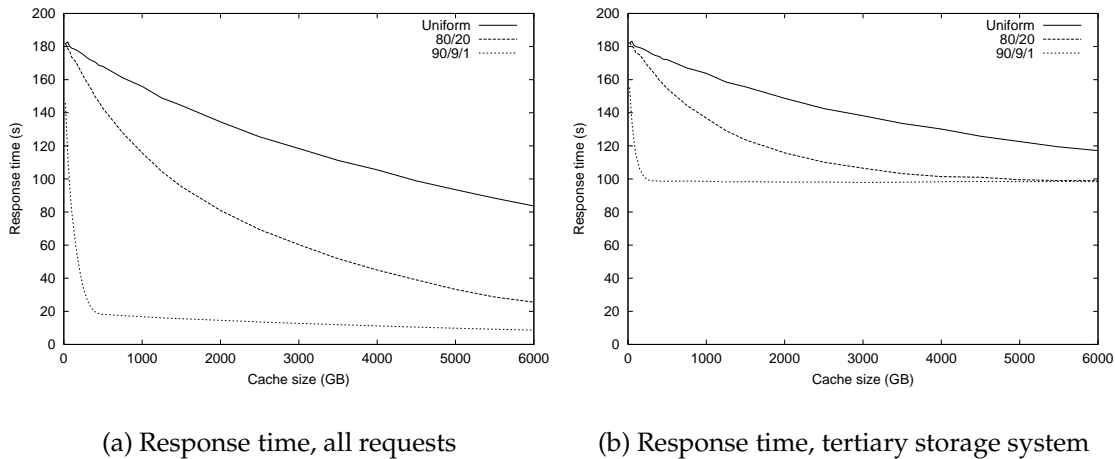 200
180
160
140
120
100
80
60
40
20
0
Response time (s)
0 1000 2000 3000 4000 5000 6000
Cache size (GB)
Uniform
80/20
90/9/1
(a) Response time, all requests
200
180
160
140
120
100
80
60
40
20
0
Response time (s)
0 1000 2000 3000 4000 5000 6000
Cache size (GB)
Uniform
80/20
90/9/1
(b) Response time, tertiary storage system